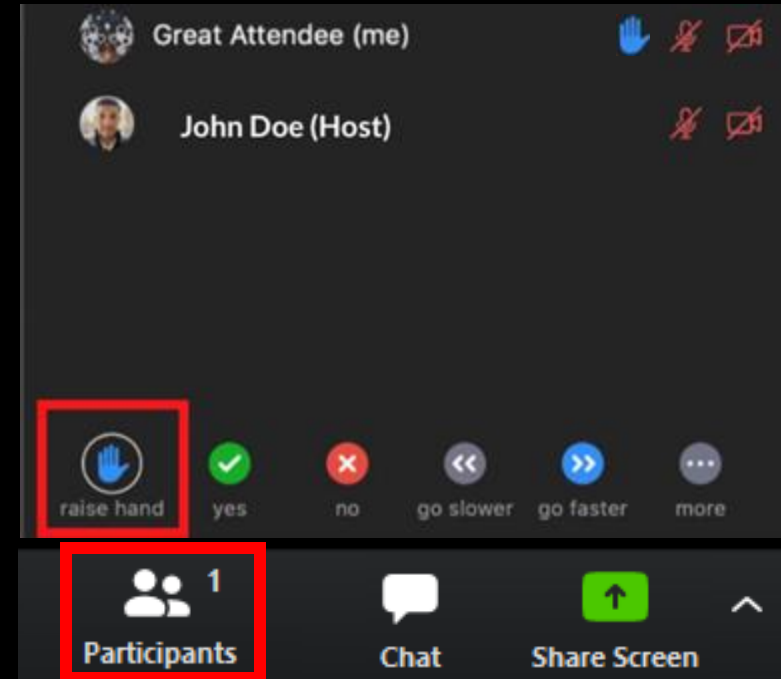 Great Attendee (me)
John Doe (Host)
raise hand yes no go slower go faster more
1
Participants Chat Share Screen